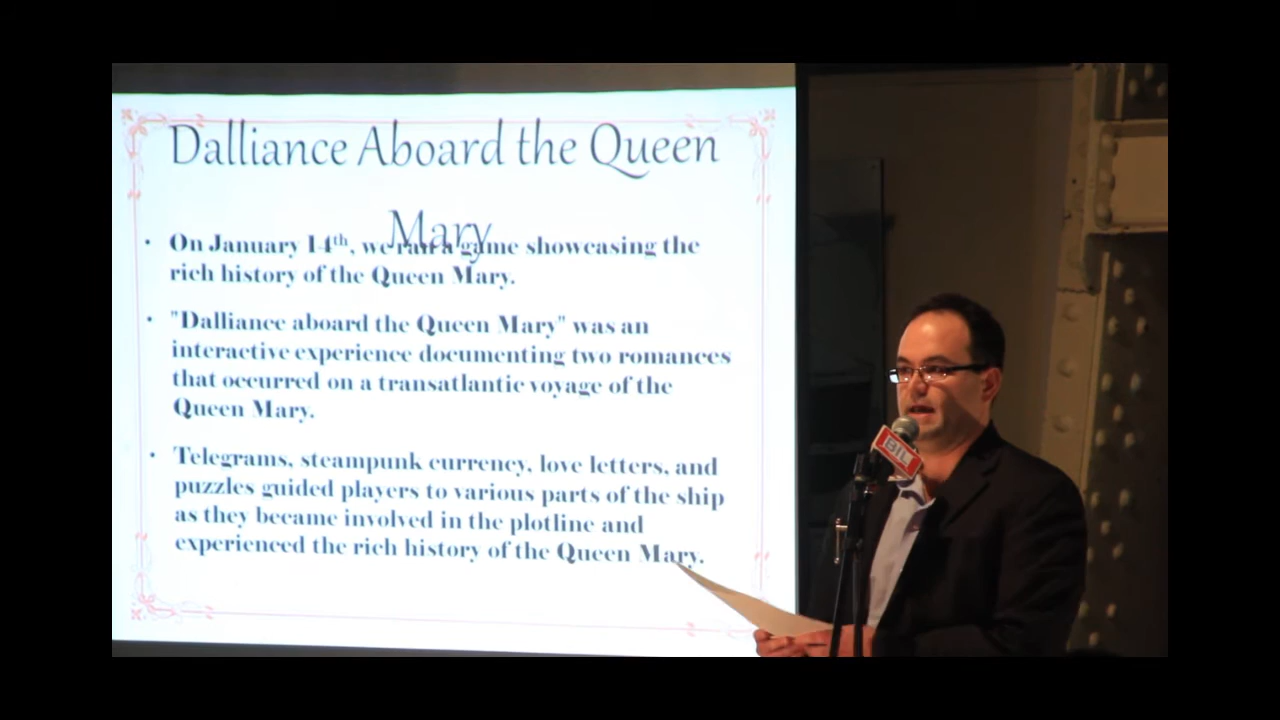 Dalliance Aboard the Queen
Mary
• On January 14th, we ran a game showcasing the
rich history of the Queen Mary.
• "Dalliance aboard the Queen Mary" was an
interactive experience documenting two romances
that occurred on a transatlantic voyage of the
Queen Mary.
• Telegrams, steampunk currency, love letters, and
puzzles guided players to various parts of the ship
as they became involved in the plotline and
experienced the rich history of the Queen Mary.
BIL